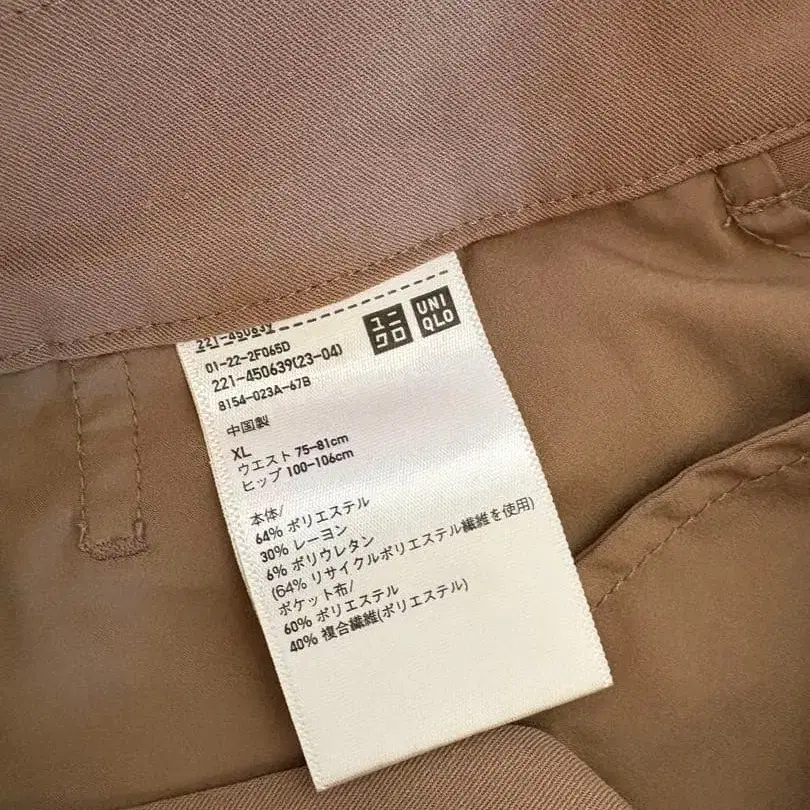 221-450639
ユニクロ
UNIQLO
01-22-2F065D
221-450639(23-04)
8154-023A-67B
中国製
XL
ウエスト 75-81cm
ヒップ 100-106cm
本体/
64% ポリエステル
30% レーヨン
6% ポリウレタン
(64% リサイクルポリエステル繊維を使用)
ポケット布/
60% ポリエステル
40% 複合繊維(ポリエステル)